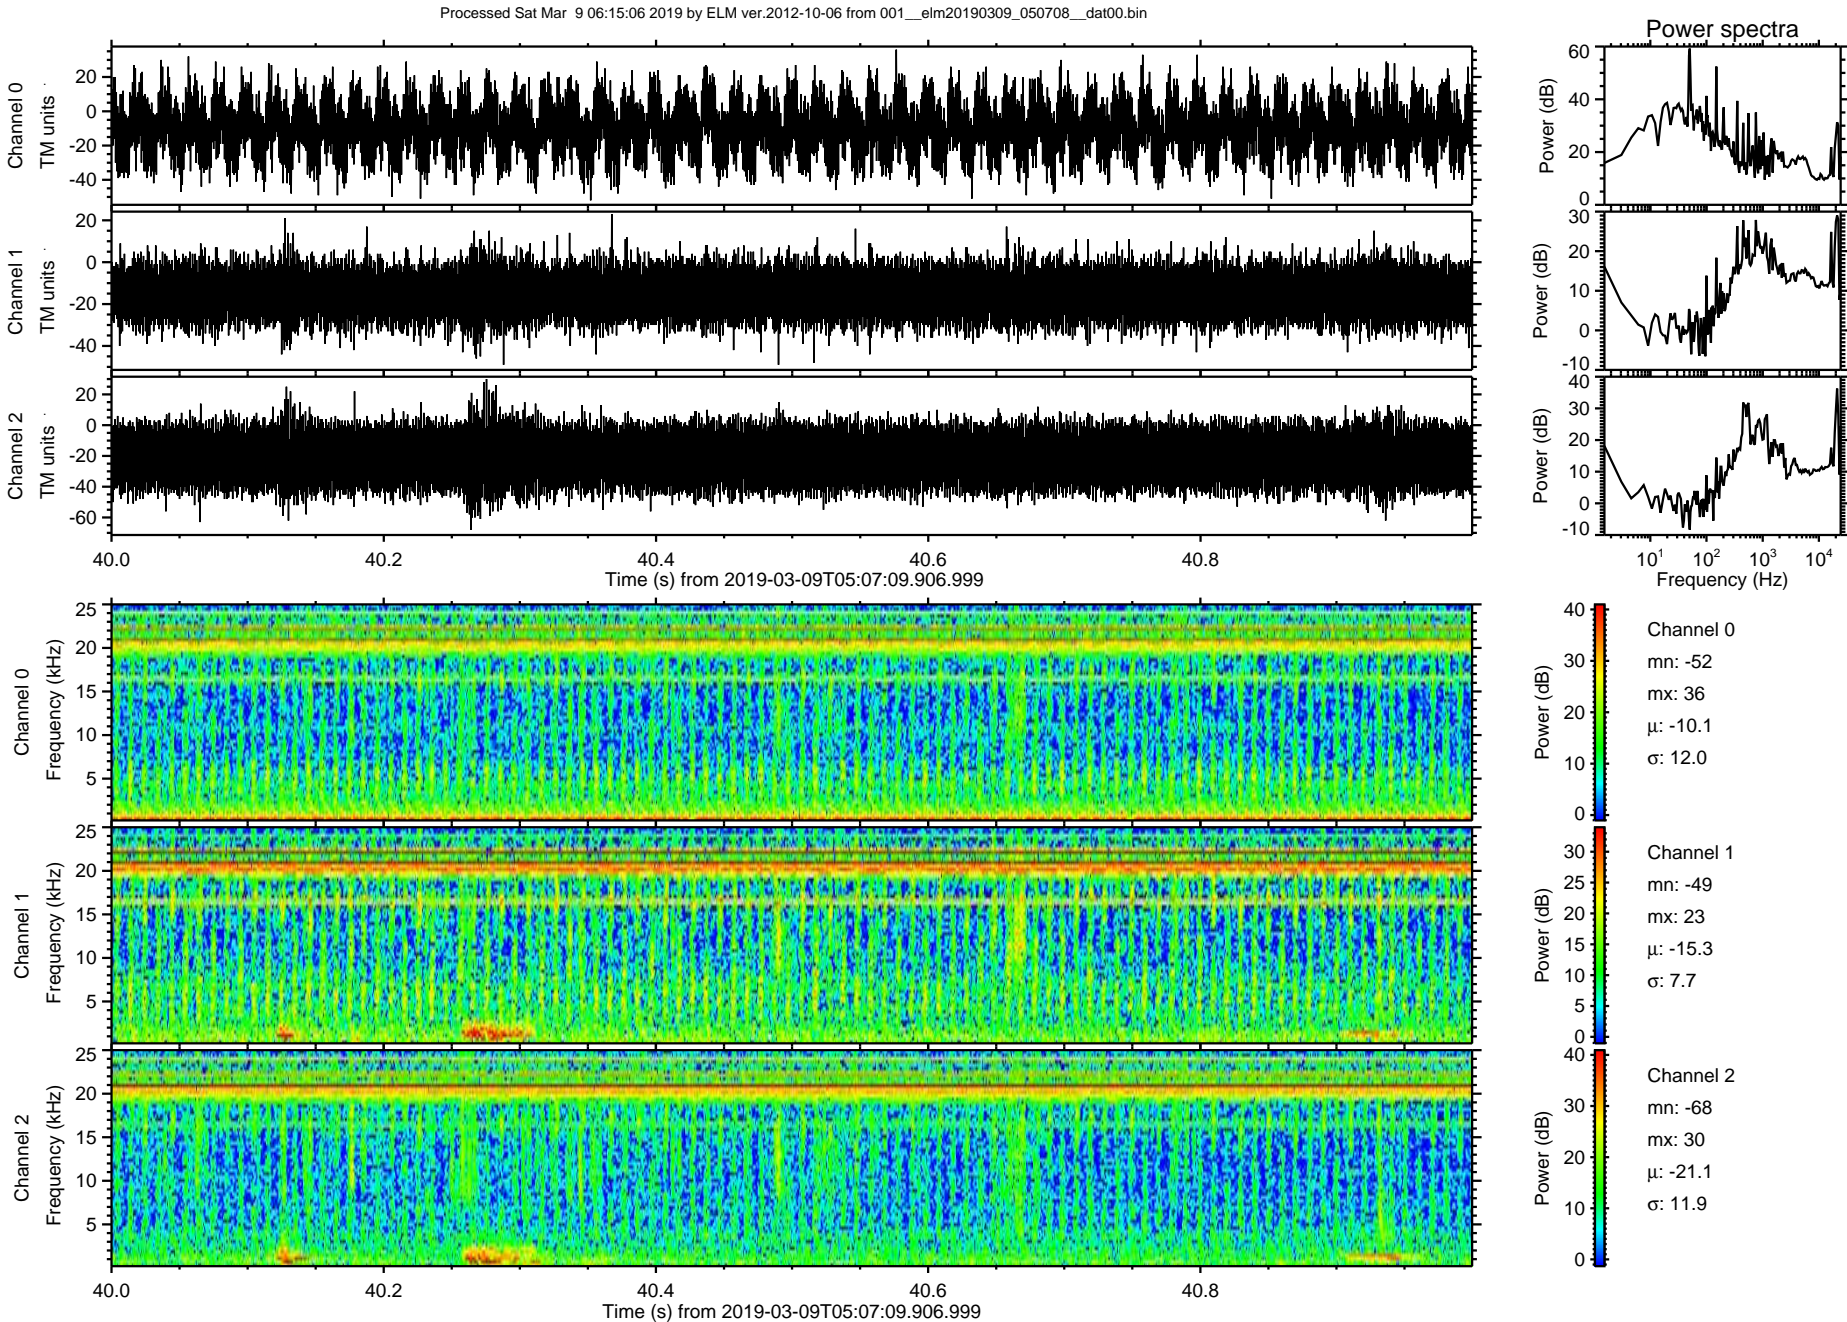 Processed Sat Mar  9 06:15:06 2019 by ELM ver.2012-10-06 from 001__elm20190309_050708__dat00.bin
Power spectra
Channel 0
TM units
20
0
-20
-40
Power (dB)
60
40
20
0
Channel 1
TM units
20
0
-20
-40
Power (dB)
30
20
10
0
-10
Channel 2
TM units
20
0
-20
-40
-60
Power (dB)
40
30
20
10
0
-10
40.0 40.2 40.4 40.6 40.8
Time (s) from 2019-03-09T05:07:09.906.999
10^1 10^2 10^3 10^4
Frequency (Hz)
Channel 0
Frequency (kHz)
25
20
15
10
5
Power (dB)
40
30
20
10
0
Channel 0
mn: -52
mx: 36
µ: -10.1
σ: 12.0
Channel 1
Frequency (kHz)
25
20
15
10
5
Power (dB)
30
25
20
15
10
5
0
Channel 1
mn: -49
mx: 23
µ: -15.3
σ: 7.7
Channel 2
Frequency (kHz)
25
20
15
10
5
Power (dB)
40
30
20
10
0
Channel 2
mn: -68
mx: 30
µ: -21.1
σ: 11.9
40.0 40.2 40.4 40.6 40.8
Time (s) from 2019-03-09T05:07:09.906.999